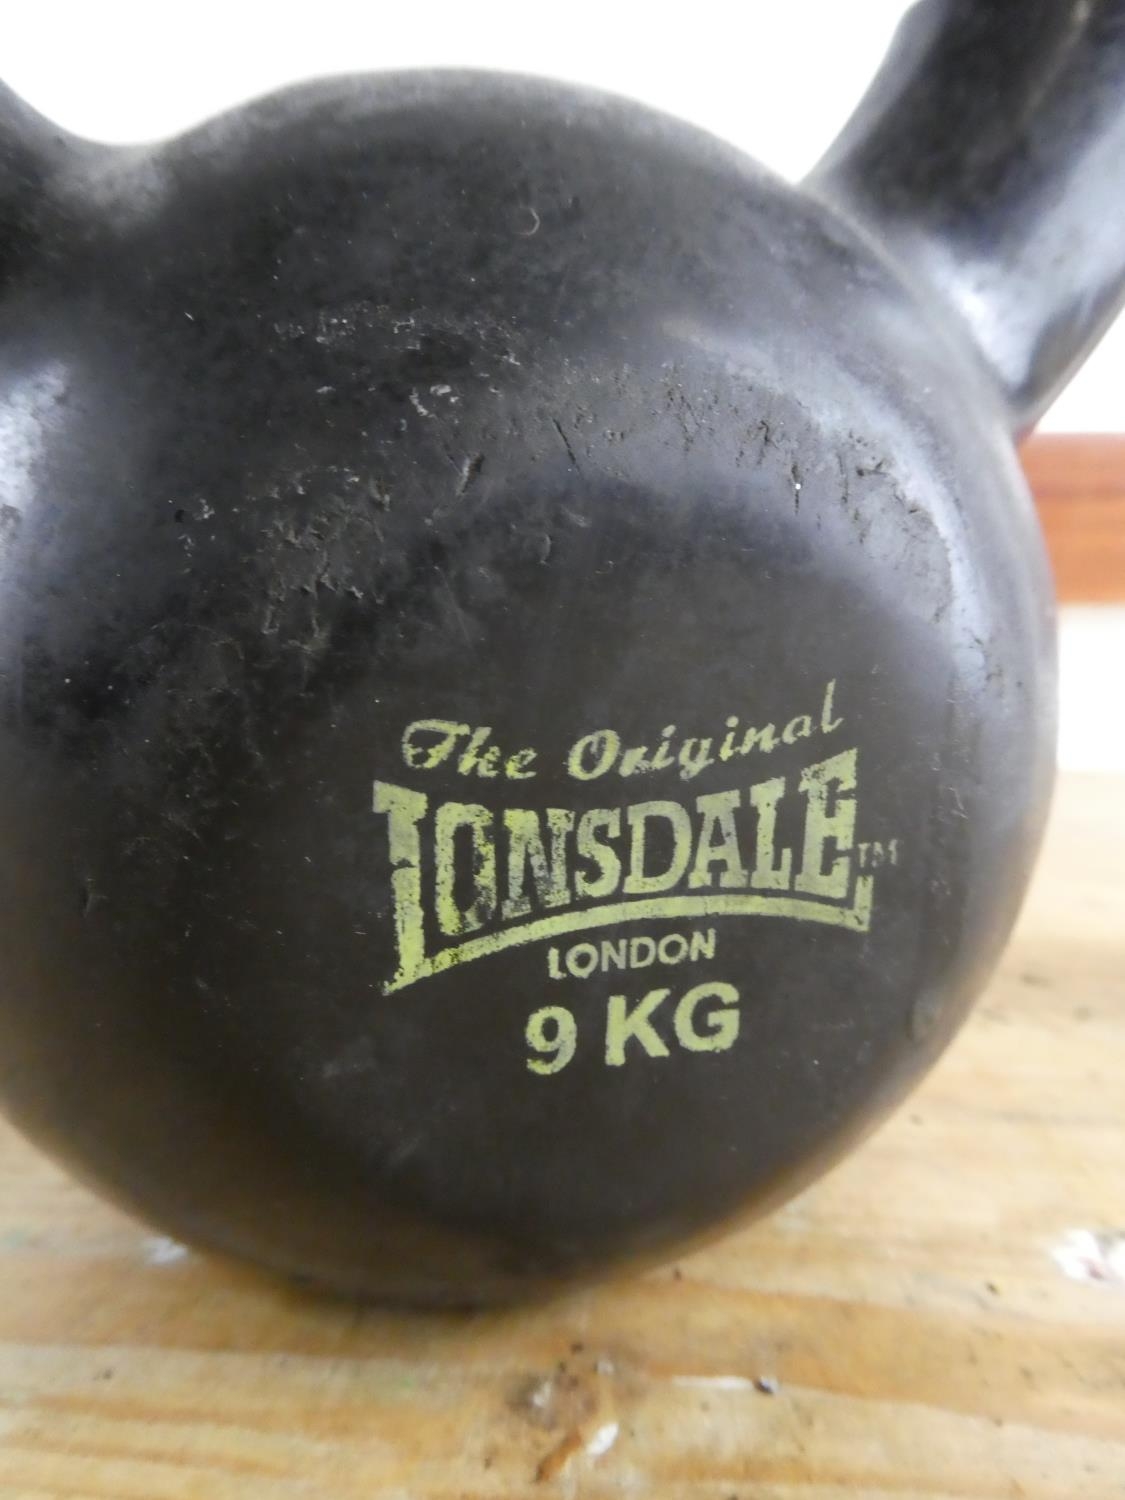 The Original
LONSDALE™
LONDON
9 KG